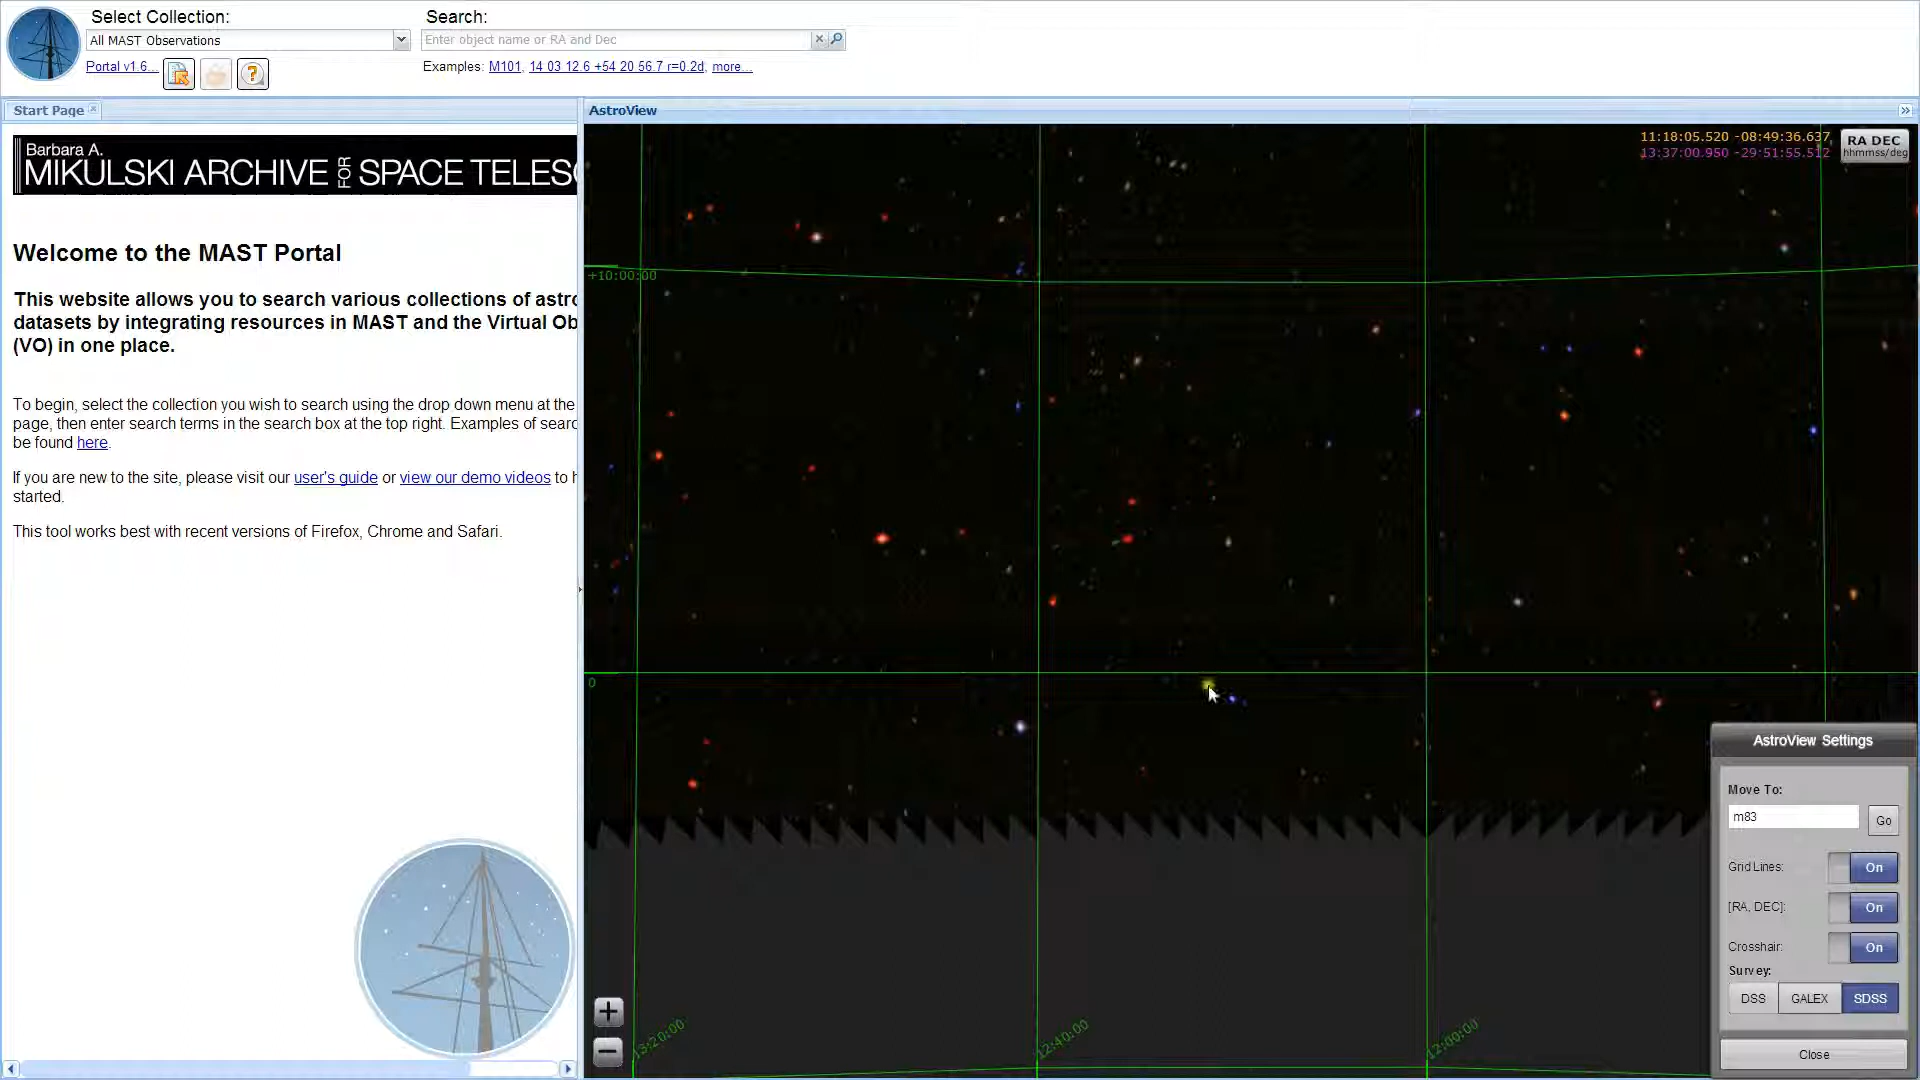 Select Collection:
Search:
All MAST Observations
Enter object name or RA and Dec
Portal v1.6...
Examples: M101, 14 03 12.6 +54 20 56.7 r=0.2d, more...
Start Page
AstroView
Barbara A.
MIKULSKI ARCHIVE FOR SPACE TELESC
Welcome to the MAST Portal
This website allows you to search various collections of astro
datasets by integrating resources in MAST and the Virtual Ob
(VO) in one place.
To begin, select the collection you wish to search using the drop down menu at the
page, then enter search terms in the search box at the top right. Examples of searc
be found here.
If you are new to the site, please visit our user's guide or view our demo videos to h
started.
This tool works best with recent versions of Firefox, Chrome and Safari.
11:18:05.520 -08:49:36.637
13:37:00.950 -29:51:55.512
RA DEC
hhmmss/deg
+10:00:00
0
13:20:00
12:40:00
12:00:00
AstroView Settings
Move To:
m83
Go
Grid Lines:
On
[RA, DEC]:
On
Crosshair:
On
Survey:
DSS
GALEX
SDSS
Close